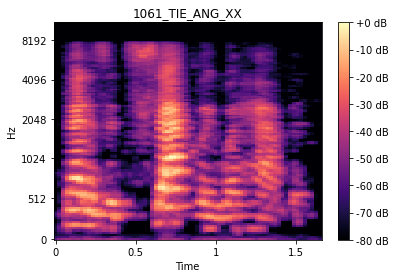 1061_TIE_ANG_XX
8192
4096
2048
1024
512
0
Hz
0
0.5
1
1.5
Time
+0 dB
-10 dB
-20 dB
-30 dB
-40 dB
-50 dB
-60 dB
-70 dB
-80 dB